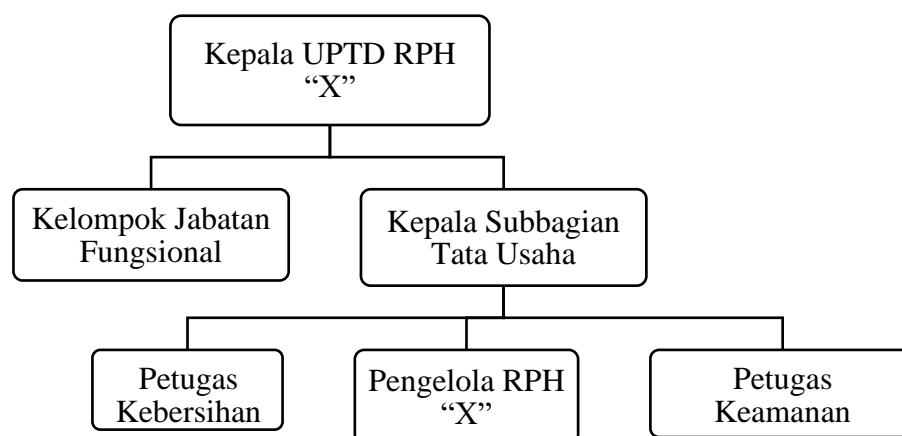 Kepala UPTD RPH
“X”
Kelompok Jabatan
Fungsional
Kepala Subbagian
Tata Usaha
Petugas
Kebersihan
Pengelola RPH
“X”
Petugas
Keamanan